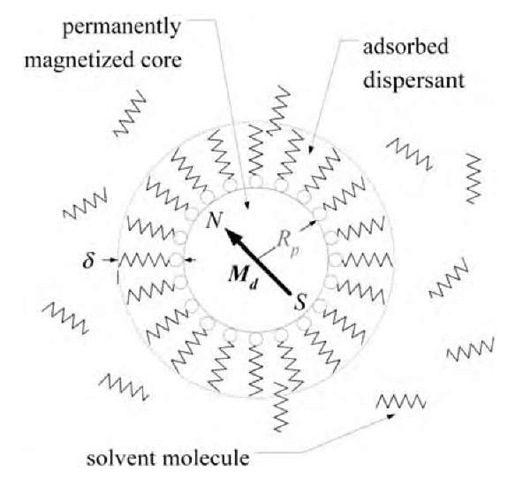 permanently
magnetized core
adsorbed
dispersant
N
R_p
δ
M_d
S
solvent molecule